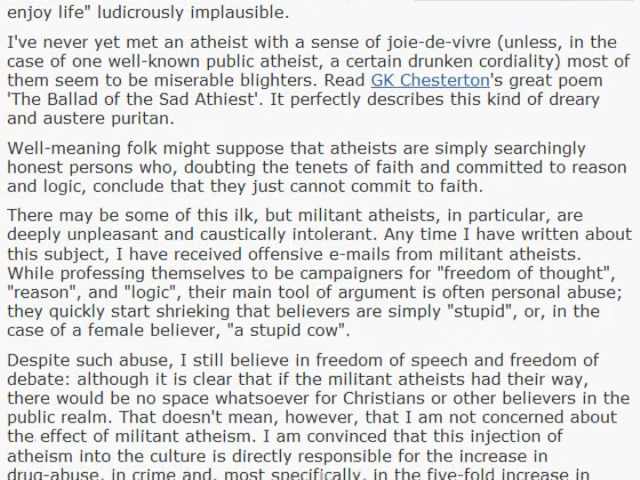 enjoy life" ludicrously implausible.
I've never yet met an atheist with a sense of joie-de-vivre (unless, in the
case of one well-known public atheist, a certain drunken cordiality) most of
them seem to be miserable blighters. Read GK Chesterton's great poem
'The Ballad of the Sad Athiest'. It perfectly describes this kind of dreary
and austere puritan.
Well-meaning folk might suppose that atheists are simply searchingly
honest persons who, doubting the tenets of faith and committed to reason
and logic, conclude that they just cannot commit to faith.
There may be some of this ilk, but militant atheists, in particular, are
deeply unpleasant and caustically intolerant. Any time I have written about
this subject, I have received offensive e-mails from militant atheists.
While professing themselves to be campaigners for "freedom of thought",
"reason", and "logic", their main tool of argument is often personal abuse;
they quickly start shrieking that believers are simply "stupid", or, in the
case of a female believer, "a stupid cow".
Despite such abuse, I still believe in freedom of speech and freedom of
debate: although it is clear that if the militant atheists had their way,
there would be no space whatsoever for Christians or other believers in the
public realm. That doesn't mean, however, that I am not concerned about
the effect of militant atheism. I am convinced that this injection of
atheism into the culture is directly responsible for the increase in
drug-abuse, in crime and, most specifically, in the five-fold increase in